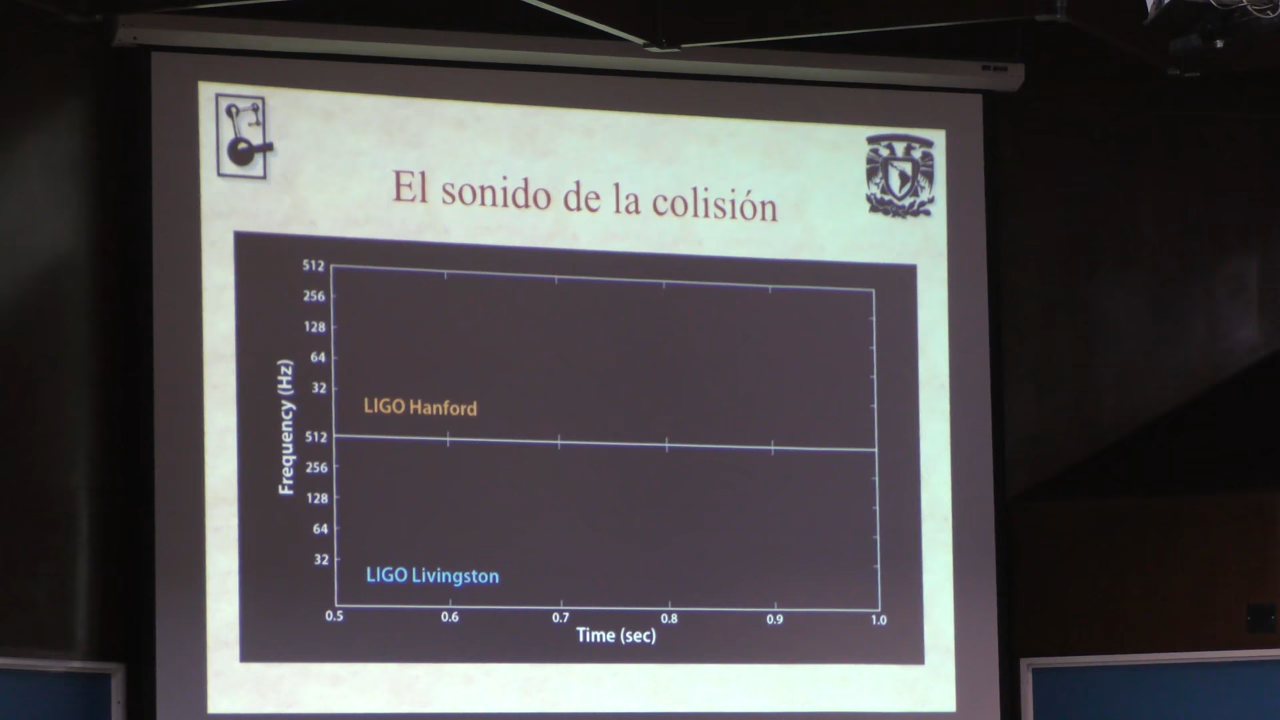 El sonido de la colisión
512
256
128
64
32
LIGO Hanford
Frequency (Hz)
512
256
128
64
32
LIGO Livingston
0.5 0.6 0.7 0.8 0.9 1.0
Time (sec)